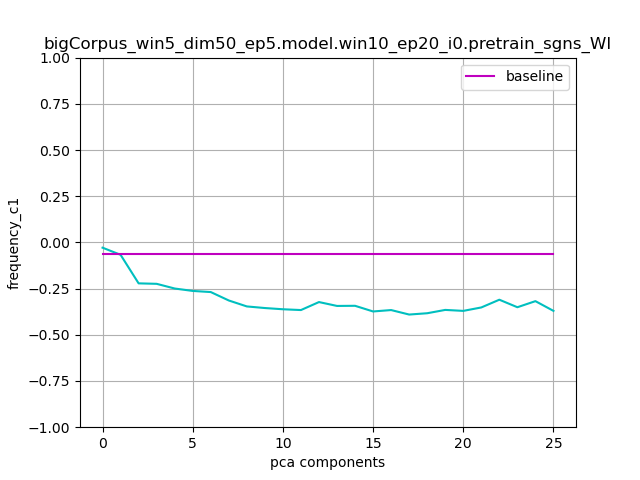 bigCorpus_win5_dim50_ep5.model.win10_ep20_i0.pretrain_sgns_WI
baseline
1.00
0.75
0.50
0.25
0.00
−0.25
−0.50
−0.75
−1.00
frequency_c1
0 5 10 15 20 25
pca components